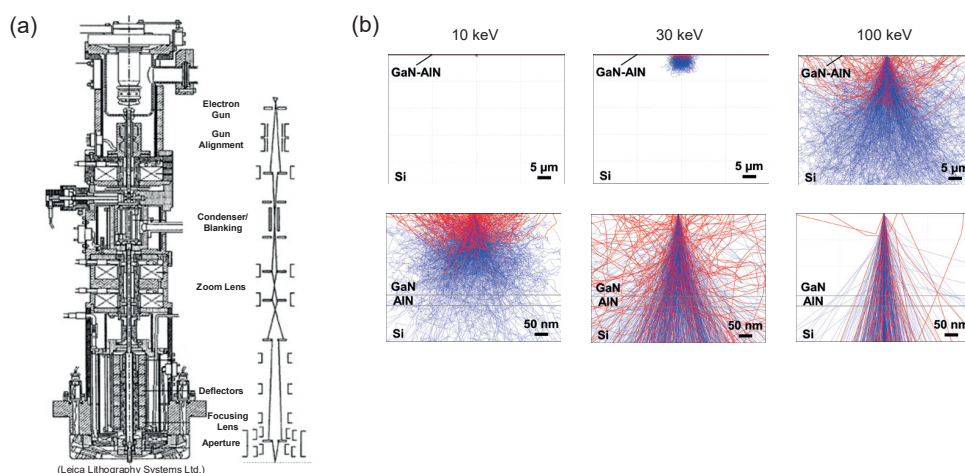 (a)
Electron
Gun
Gun
Alignment
Condenser/
Blanking
Zoom Lens
Deflectors
Focusing
Lens
Aperture
(Leica Lithography Systems Ltd.)
(b)
10 keV
30 keV
100 keV
GaN-AlN
Si
5 µm
GaN-AlN
Si
5 µm
GaN-AlN
Si
5 µm
GaN
AlN
Si
50 nm
GaN
AlN
Si
50 nm
GaN
AlN
Si
50 nm